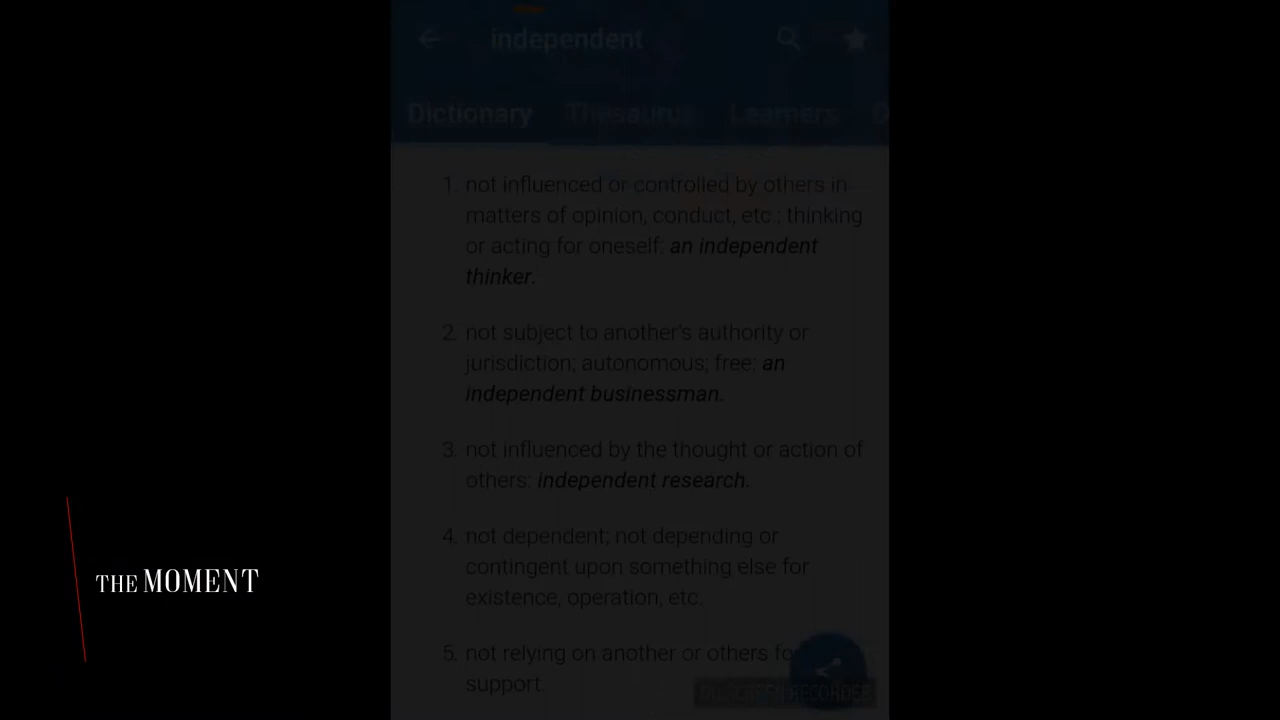 independent
Dictionary Thesaurus Learners
1. not influenced or controlled by others in
matters of opinion, conduct, etc.; thinking
or acting for oneself: an independent
thinker.
2. not subject to another's authority or
jurisdiction; autonomous; free: an
independent businessman.
3. not influenced by the thought or action of
others: independent research.
4. not dependent; not depending or
contingent upon something else for
existence, operation, etc.
5. not relying on another or others for
support.
THE MOMENT